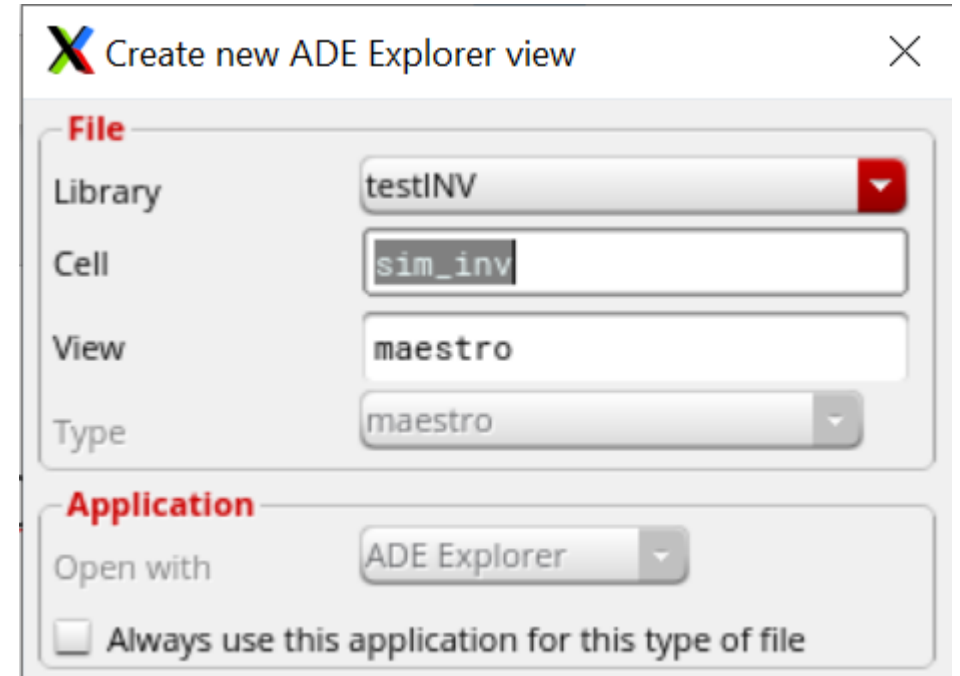 Create new ADE Explorer view
File
Library testINV
Cell sim_inv
View maestro
Type maestro
Application
Open with ADE Explorer
Always use this application for this type of file